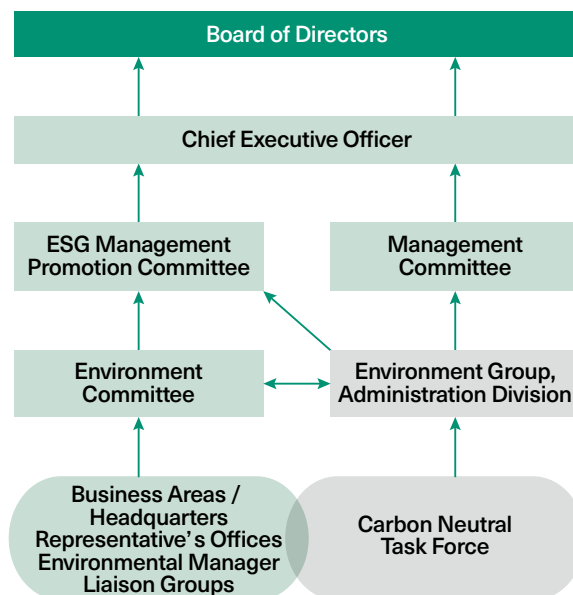 Board of Directors
Chief Executive Officer
ESG Management
Promotion Committee
Management
Committee
Environment
Committee
Environment Group,
Administration Division
Business Areas /
Headquarters
Representative's Offices
Environmental Manager
Liaison Groups
Carbon Neutral
Task Force